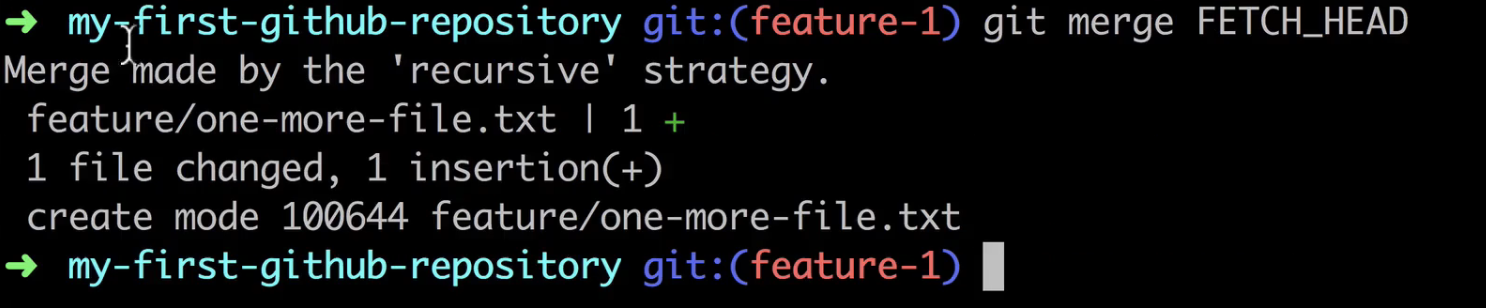 ➜ my-first-github-repository git:(feature-1) git merge FETCH_HEAD
Merge made by the 'recursive' strategy.
 feature/one-more-file.txt | 1 +
 1 file changed, 1 insertion(+)
 create mode 100644 feature/one-more-file.txt
➜ my-first-github-repository git:(feature-1)